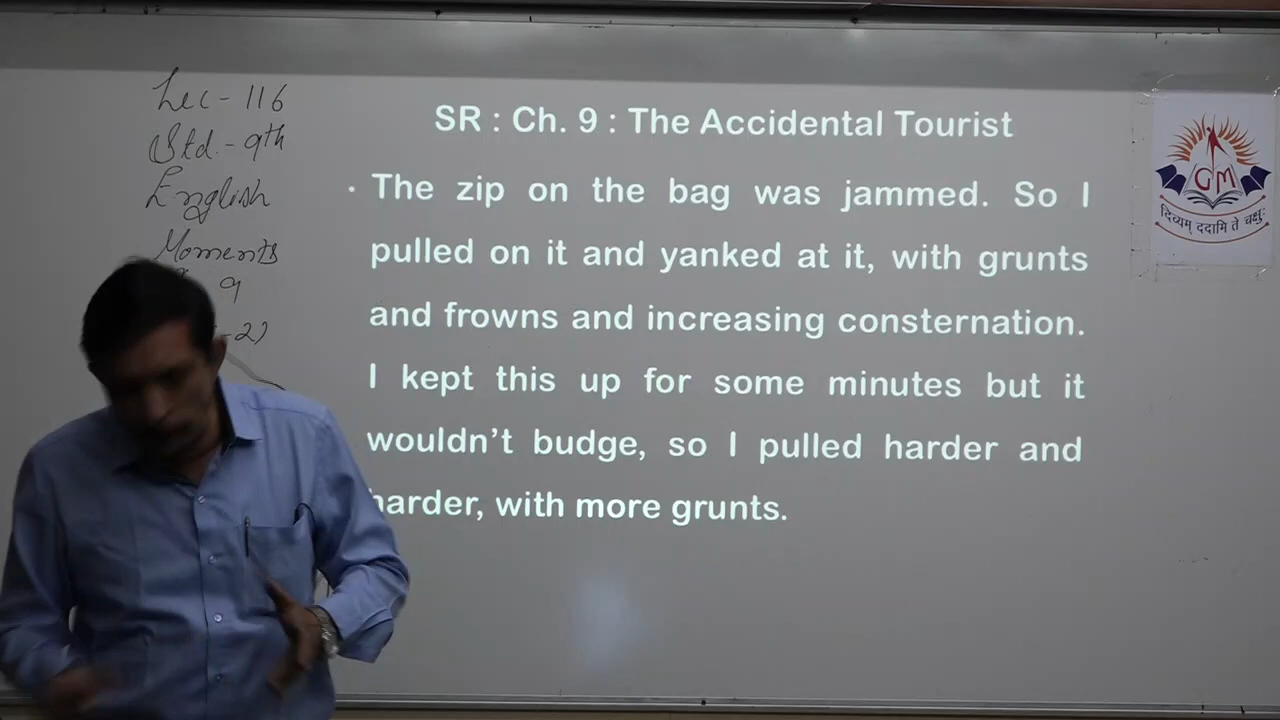 Lec - 116
Std. - 9th
English
Moments
9
-2)
SR : Ch. 9 : The Accidental Tourist
• The zip on the bag was jammed. So I
pulled on it and yanked at it, with grunts
and frowns and increasing consternation.
I kept this up for some minutes but it
wouldn't budge, so I pulled harder and
harder, with more grunts.
GM
दिव्यम् ददामि ते चक्षुः